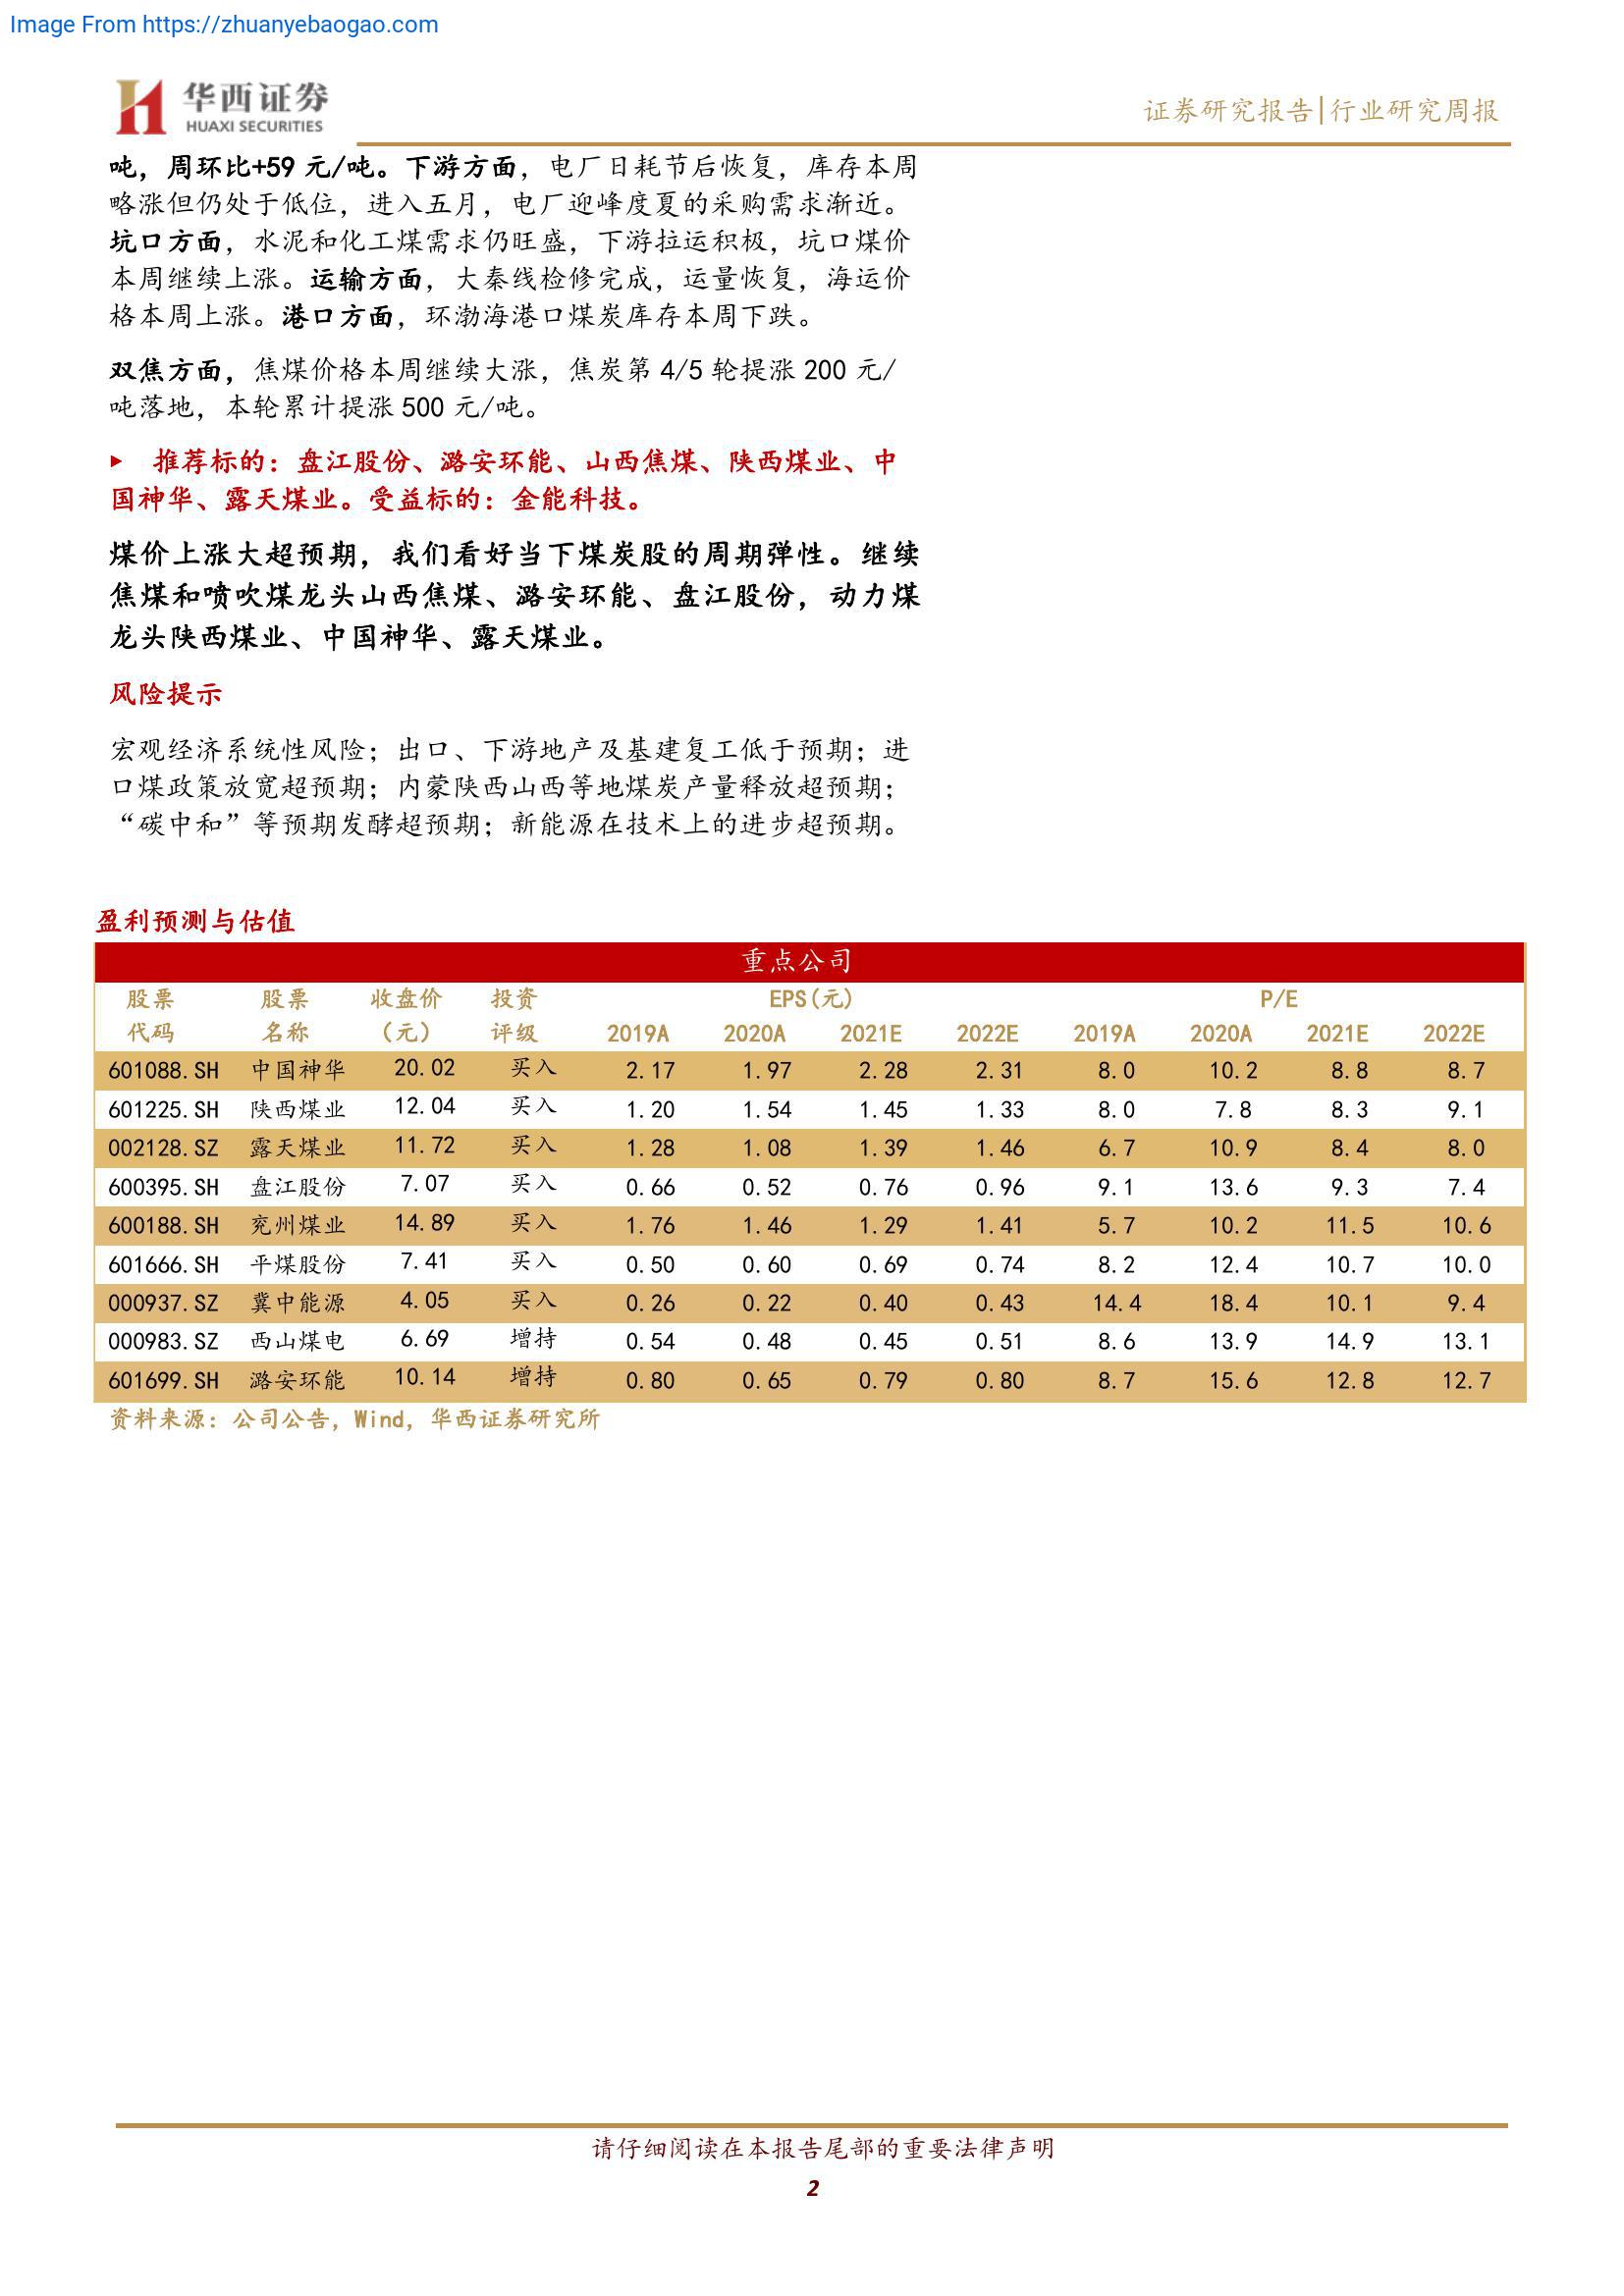 Image From https://zhuanyebaogao.com
华西证券
HUAXI SECURITIES
证券研究报告|行业研究周报
吨，周环比+59 元/吨。下游方面，电厂日耗节后恢复，库存本周
略涨但仍处于低位，进入五月，电厂迎峰度夏的采购需求渐近。
坑口方面，水泥和化工煤需求仍旺盛，下游拉运积极，坑口煤价
本周继续上涨。运输方面，大秦线检修完成，运量恢复，海运价
格本周上涨。港口方面，环渤海港口煤炭库存本周下跌。
双焦方面，焦煤价格本周继续大涨，焦炭第 4/5 轮提涨 200 元/
吨落地，本轮累计提涨 500 元/吨。
▶ 推荐标的：盘江股份、潞安环能、山西焦煤、陕西煤业、中
国神华、露天煤业。受益标的：金能科技。
煤价上涨大超预期，我们看好当下煤炭股的周期弹性。继续
焦煤和喷吹煤龙头山西焦煤、潞安环能、盘江股份，动力煤
龙头陕西煤业、中国神华、露天煤业。
风险提示
宏观经济系统性风险；出口、下游地产及基建复工低于预期；进
口煤政策放宽超预期；内蒙陕西山西等地煤炭产量释放超预期；
“碳中和”等预期发酵超预期；新能源在技术上的进步超预期。
盈利预测与估值
重点公司
股票 股票 收盘价 投资 EPS(元) P/E
代码 名称 （元） 评级 2019A 2020A 2021E 2022E 2019A 2020A 2021E 2022E
601088.SH 中国神华 20.02 买入 2.17 1.97 2.28 2.31 8.0 10.2 8.8 8.7
601225.SH 陕西煤业 12.04 买入 1.20 1.54 1.45 1.33 8.0 7.8 8.3 9.1
002128.SZ 露天煤业 11.72 买入 1.28 1.08 1.39 1.46 6.7 10.9 8.4 8.0
600395.SH 盘江股份 7.07 买入 0.66 0.52 0.76 0.96 9.1 13.6 9.3 7.4
600188.SH 兖州煤业 14.89 买入 1.76 1.46 1.29 1.41 5.7 10.2 11.5 10.6
601666.SH 平煤股份 7.41 买入 0.50 0.60 0.69 0.74 8.2 12.4 10.7 10.0
000937.SZ 冀中能源 4.05 买入 0.26 0.22 0.40 0.43 14.4 18.4 10.1 9.4
000983.SZ 西山煤电 6.69 增持 0.54 0.48 0.45 0.51 8.6 13.9 14.9 13.1
601699.SH 潞安环能 10.14 增持 0.80 0.65 0.79 0.80 8.7 15.6 12.8 12.7
资料来源：公司公告，Wind，华西证券研究所
请仔细阅读在本报告尾部的重要法律声明
2